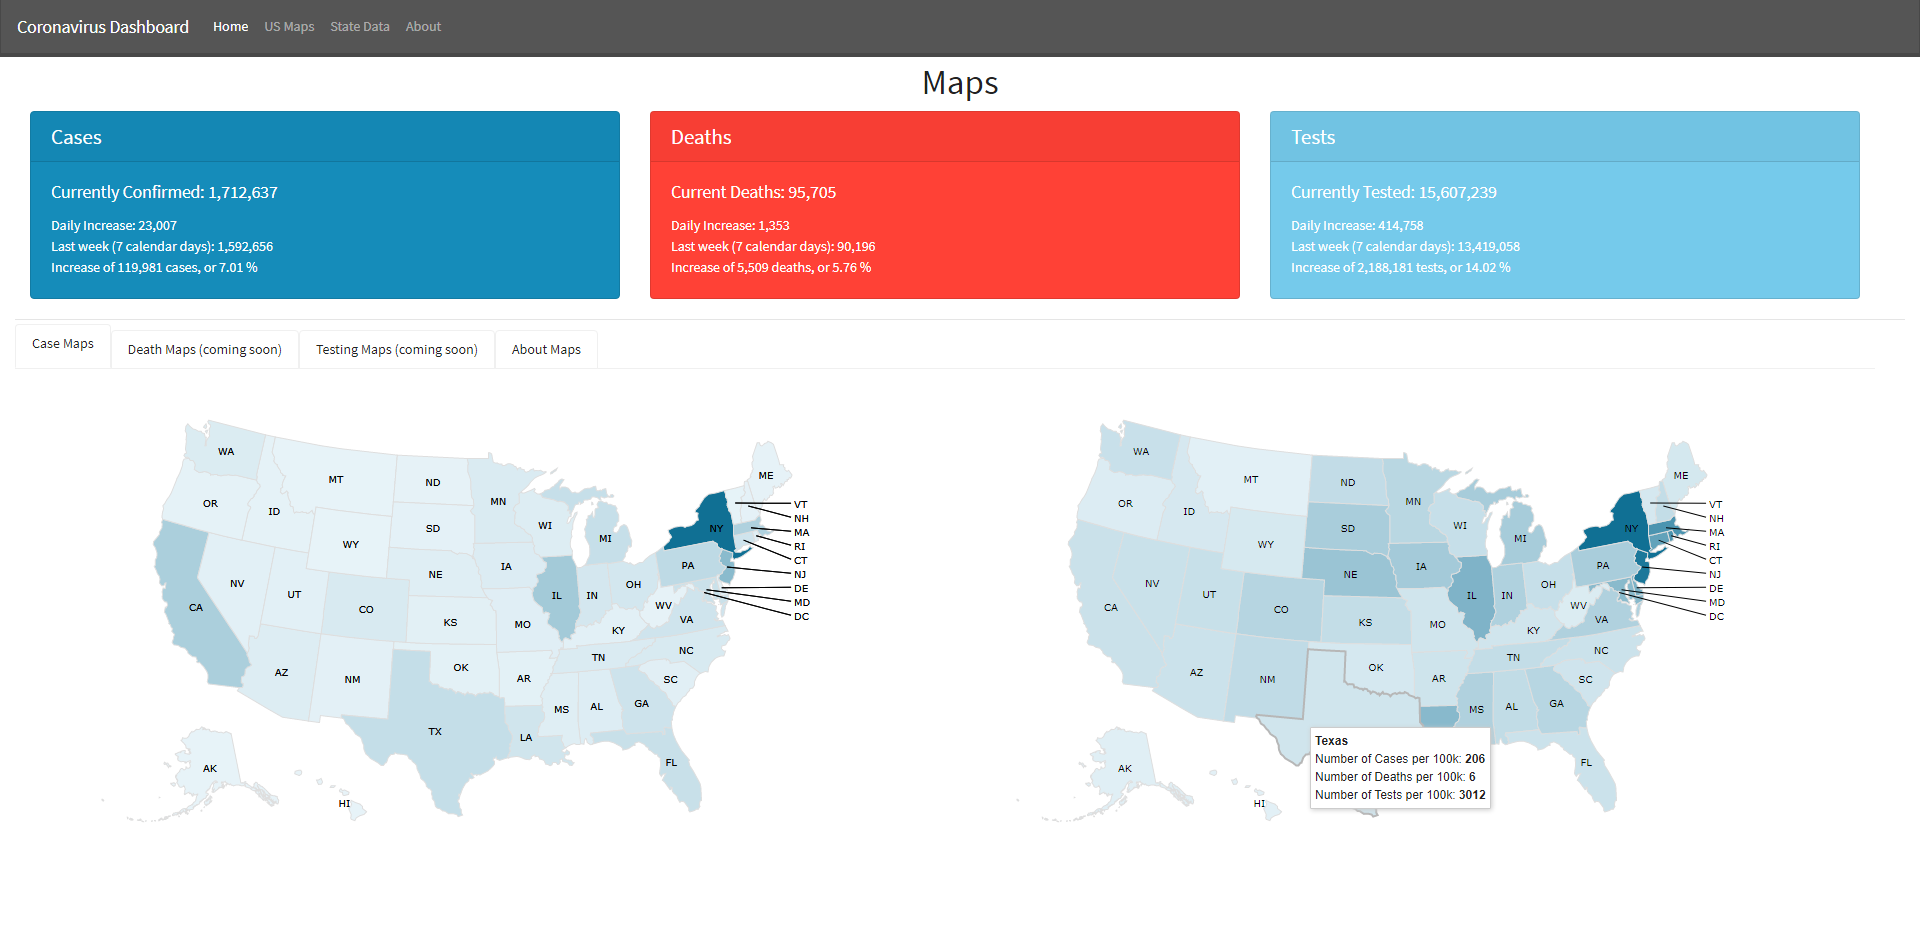 Coronavirus Dashboard Home US Maps State Data About
Maps
Cases
Currently Confirmed: 1,712,637
Daily Increase: 23,007
Last week (7 calendar days): 1,592,656
Increase of 119,981 cases, or 7.01 %
Deaths
Current Deaths: 95,705
Daily Increase: 1,353
Last week (7 calendar days): 90,196
Increase of 5,509 deaths, or 5.76 %
Tests
Currently Tested: 15,607,239
Daily Increase: 414,758
Last week (7 calendar days): 13,419,058
Increase of 2,188,181 tests, or 14.02 %
Case Maps Death Maps (coming soon) Testing Maps (coming soon) About Maps
WA
MT
ND
ME
MN
OR
VT
ID
NH
WI
SD
NY
MA
MI
WY
RI
CT
PA
IA
NE
NJ
NV
OH
DE
UT
IL
IN
MD
CA
CO
WV
DC
KS
VA
MO
KY
NC
TN
OK
AZ
NM
AR
SC
GA
MS
AL
TX
LA
FL
AK
HI
WA
MT
ND
ME
MN
OR
VT
ID
NH
WI
SD
NY
MA
MI
WY
RI
CT
PA
IA
NE
NJ
NV
OH
DE
UT
IL
IN
MD
CA
CO
WV
DC
KS
VA
MO
KY
NC
TN
OK
AZ
NM
AR
SC
GA
MS
AL
FL
AK
HI
Texas
Number of Cases per 100k: 206
Number of Deaths per 100k: 6
Number of Tests per 100k: 3012